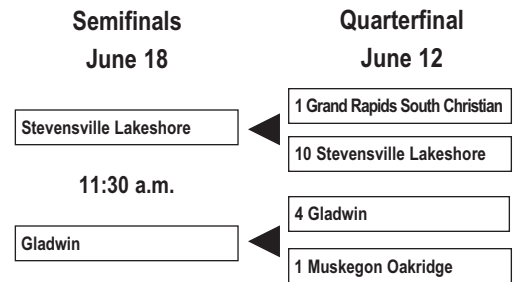 Semifinals
June 18
Quarterfinal
June 12
1 Grand Rapids South Christian
Stevensville Lakeshore
10 Stevensville Lakeshore
11:30 a.m.
4 Gladwin
Gladwin
1 Muskegon Oakridge